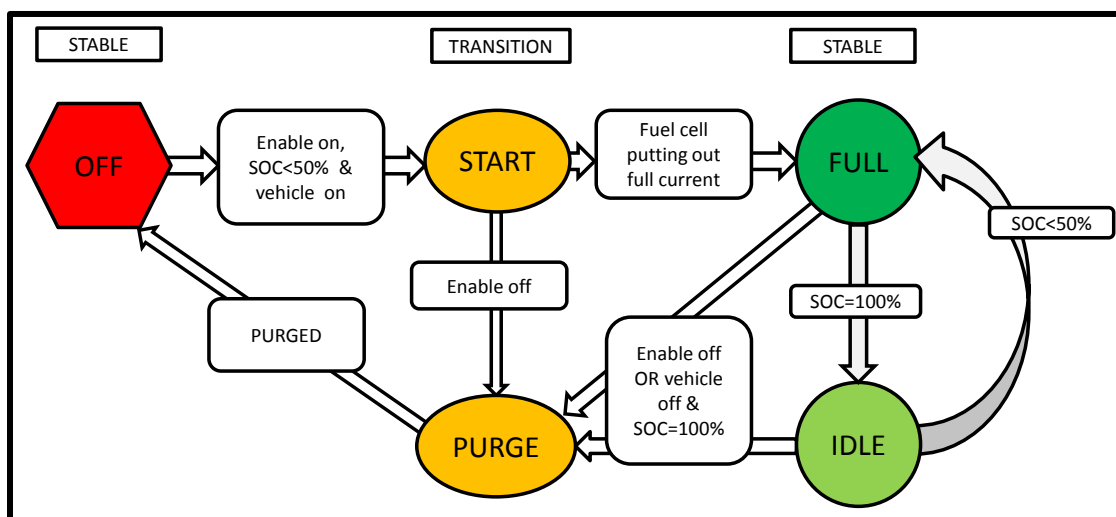 STABLE
TRANSITION
STABLE
OFF
Enable on,
SOC<50% &
vehicle on
START
Fuel cell
putting out
full current
FULL
SOC<50%
Enable off
SOC=100%
PURGED
Enable off
OR vehicle
off &
SOC=100%
PURGE
IDLE